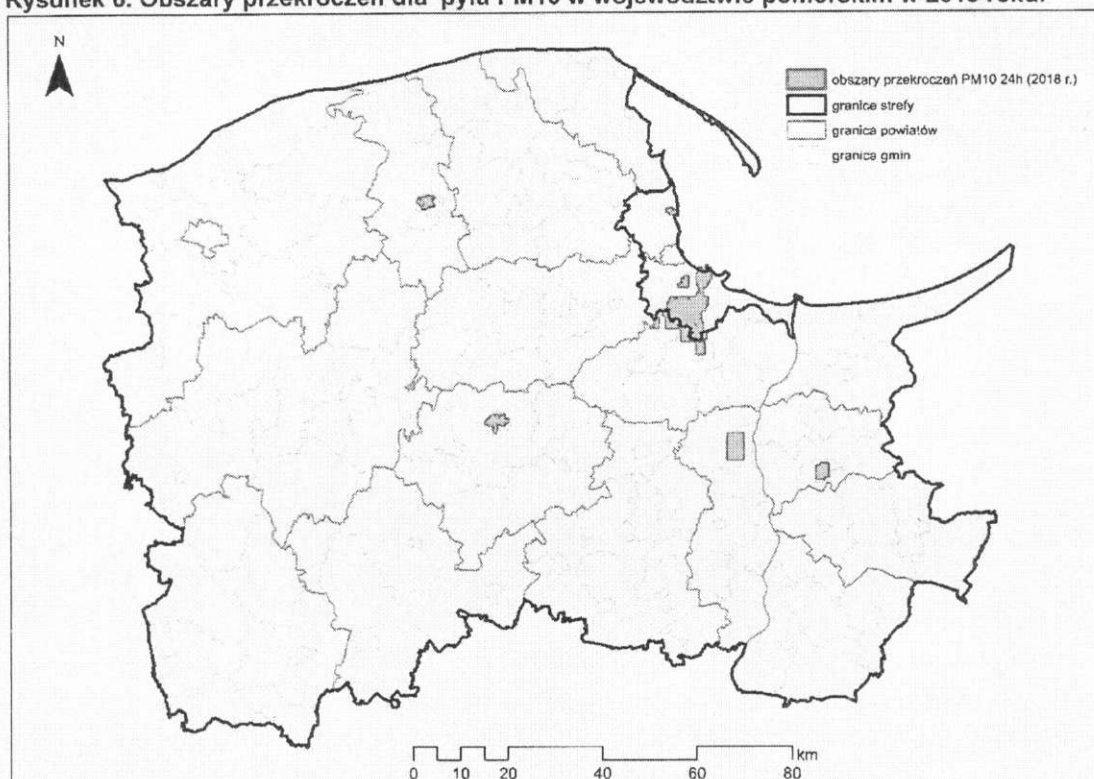 Rysunek 6. Obszary przekroczeń dla pyłu PM10 w województwie pomorskim w 2018 roku.
N
obszary przekroczeń PM10 24h (2018 r.)
granice strefy
granica powiatów
granica gmin
km
0 10 20 40 60 80